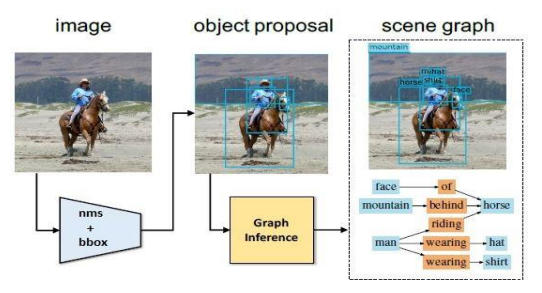 image
object proposal
scene graph
mountain
hat
horse
shirt
face
nms
+
bbox
Graph
Inference
face
of
mountain
behind
horse
riding
man
wearing
hat
wearing
shirt